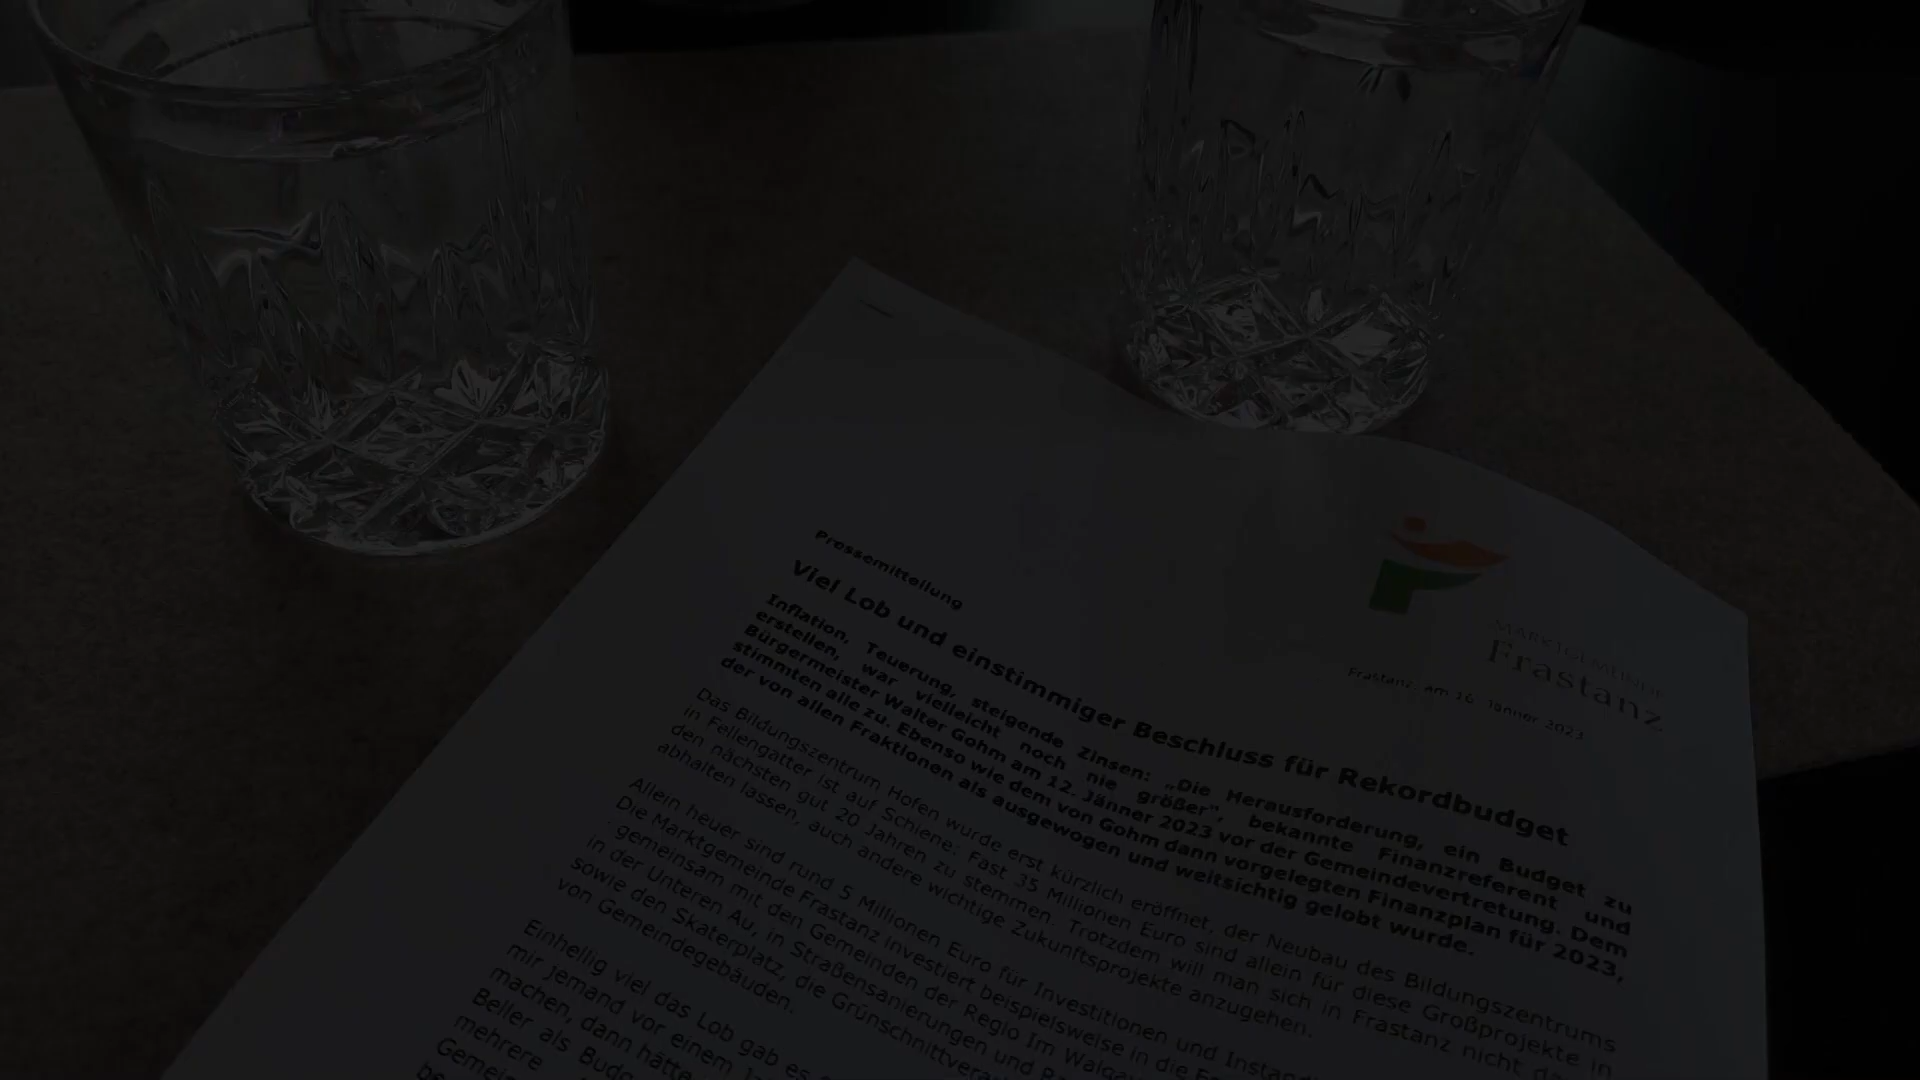 Pressemitteilung
MARKTGEMEINDE
Frastanz
Frastanz, am 16. Jänner 2023
Viel Lob und einstimmiger Beschluss für Rekordbudget
Inflation, Teuerung, steigende Zinsen: „Die Herausforderung, ein Budget zu
erstellen, war vielleicht noch nie größer", bekannte Finanzreferent und
Bürgermeister Walter Gohm am 12. Jänner 2023 vor der Gemeindevertretung. Dem
stimmten alle zu. Ebenso wie dem von Gohm dann vorgelegten Finanzplan für 2023,
der von allen Fraktionen als ausgewogen und weitsichtig gelobt wurde.
Das Bildungszentrum Hofen wurde erst kürzlich eröffnet, der Neubau des Bildungszentrums
in Fellengatter ist auf Schiene: Fast 35 Millionen Euro sind allein für diese Großprojekte in
den nächsten gut 20 Jahren zu stemmen. Trotzdem will man sich in Frastanz nicht
abhalten lassen, auch andere wichtige Zukunftsprojekte anzugehen.
Allein heuer sind rund 5 Millionen Euro für Investitionen und
Die Marktgemeinde Frastanz investiert beispielsweise in die
gemeinsam mit den Gemeinden der Regio Im
in der Unteren Au, in Straßensanierungen und
sowie den Skaterplatz, die
von Gemeindegebäuden.
Einhellig viel das Lob gab es
mir jemand vor einem
machen, dann hätte
Beller als
mehrere